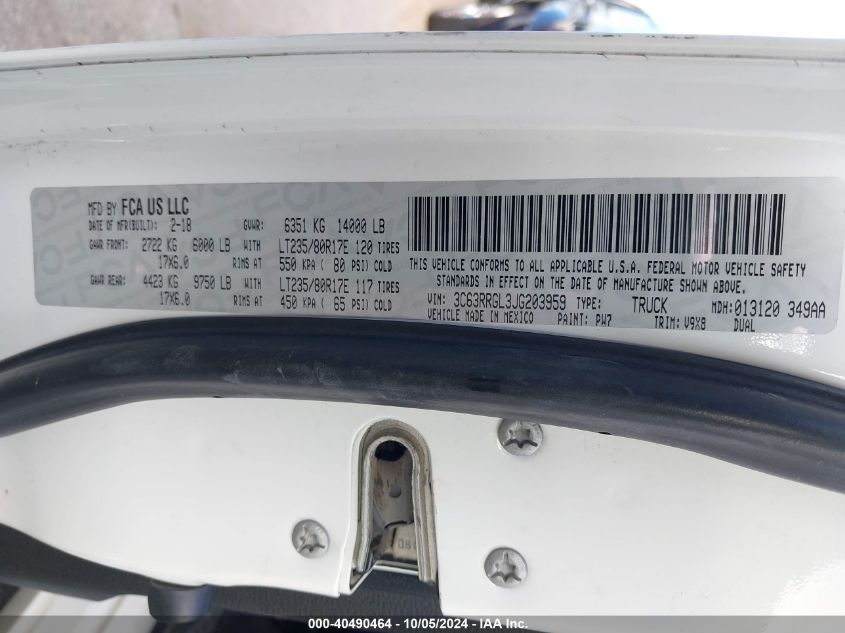 MFD BY FCA US LLC
DATE OF MFR(BUILT): 2-18 GVWR: 6351 KG 14000 LB
GAWR FRONT: 2722 KG 6000 LB WITH LT235/80R17E 120 TIRES
17X6.0 RIMS AT 550 KPA ( 80 PSI) COLD
GAWR REAR: 4423 KG 9750 LB WITH LT235/80R17E 117 TIRES
17X6.0 RIMS AT 450 KPA ( 65 PSI) COLD
THIS VEHICLE CONFORMS TO ALL APPLICABLE U.S.A. FEDERAL MOTOR VEHICLE SAFETY
STANDARDS IN EFFECT ON THE DATE OF MANUFACTURE SHOWN ABOVE.
VIN: 3C63RRGL3JG203959 TYPE: TRUCK MDH: 013120 349AA
VEHICLE MADE IN MEXICO PAINT: PW7 TRIM: V9X8 DUAL
000-40490464 - 10/05/2024 - IAA Inc.